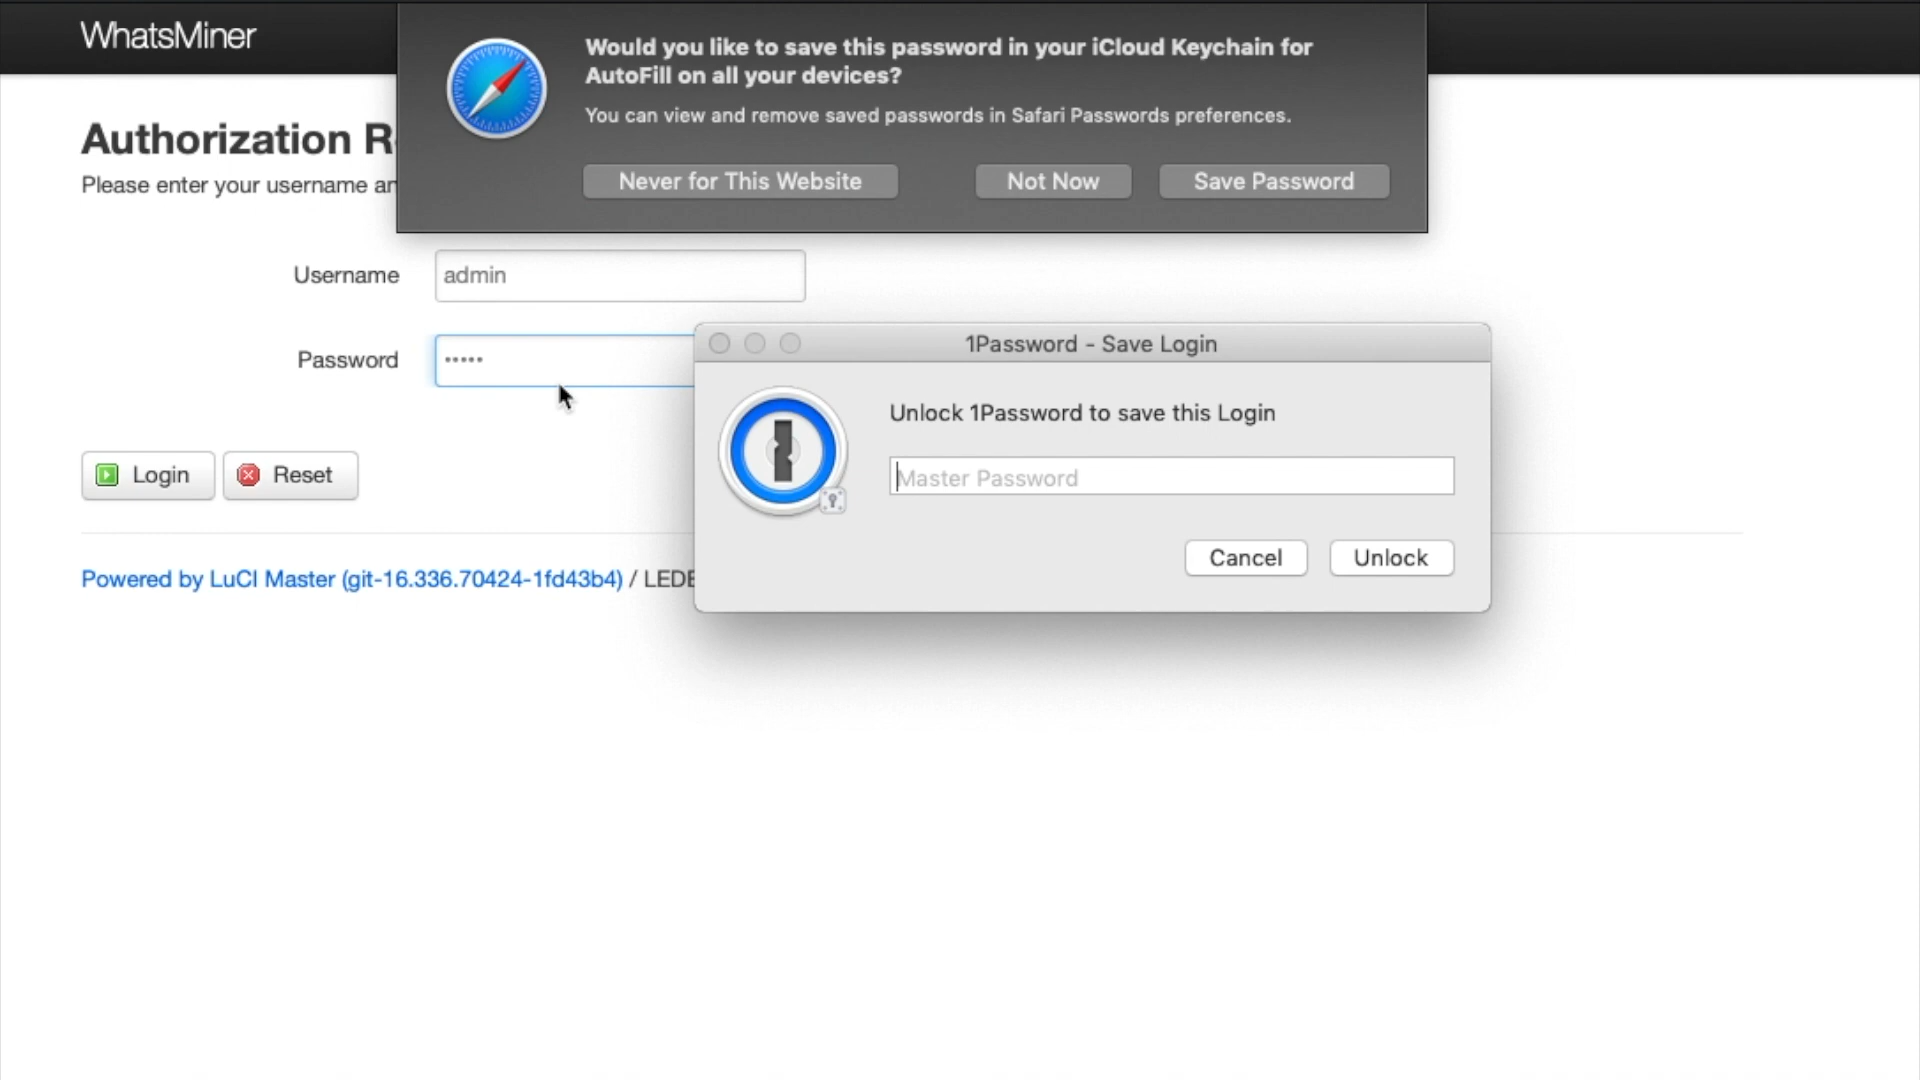 WhatsMiner
Would you like to save this password in your iCloud Keychain for
AutoFill on all your devices?
You can view and remove saved passwords in Safari Passwords preferences.
Never for This Website
Not Now
Save Password
Authorization R
Please enter your username an
Username
admin
Password
•••••
1Password - Save Login
Unlock 1Password to save this Login
Master Password
Cancel
Unlock
Login
Reset
Powered by LuCI Master (git-16.336.70424-1fd43b4) / LEDE